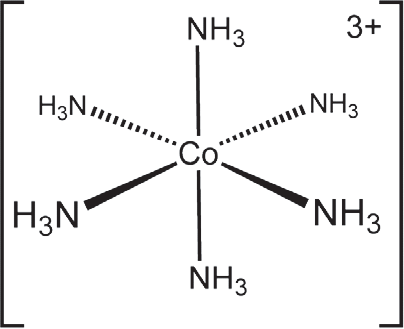 NH₃ 3+
H₃N NH₃
Co
H₃N NH₃
NH₃